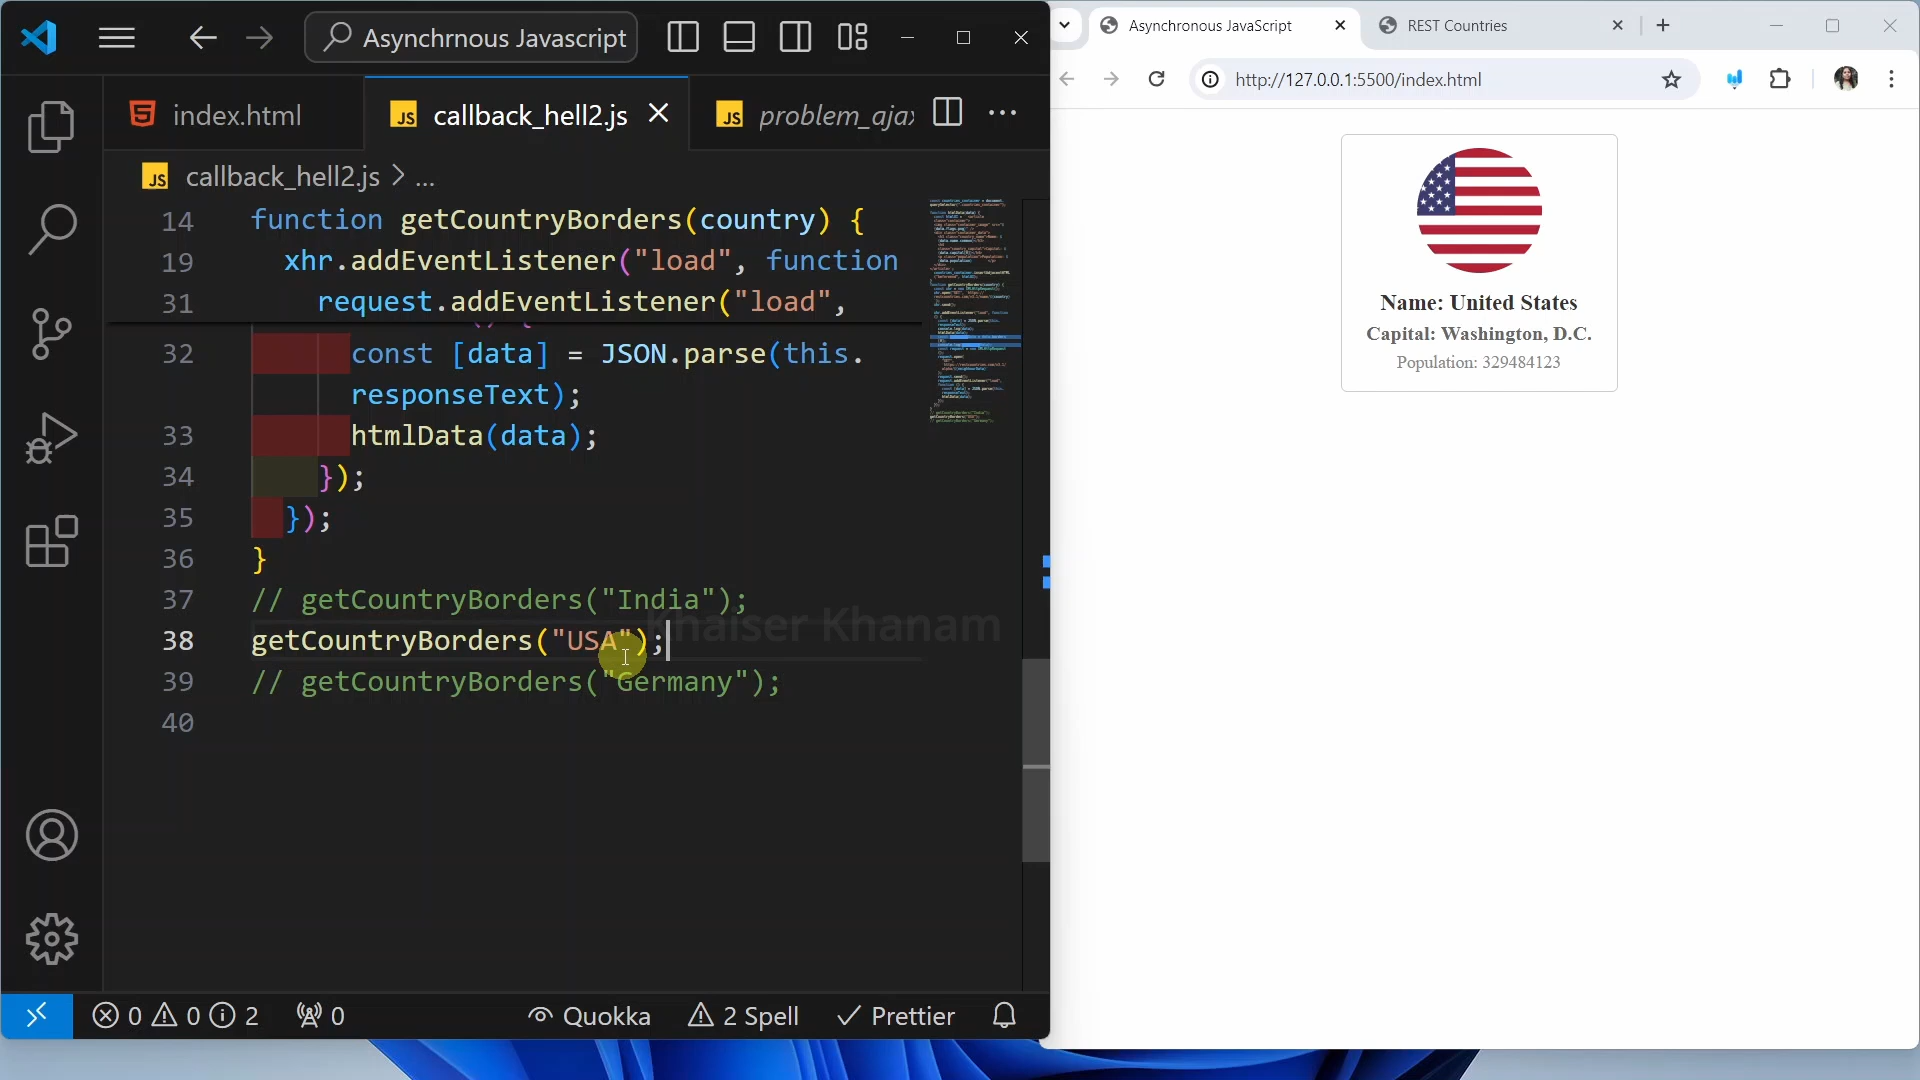 Asynchrnous Javascript
index.html
callback_hell2.js
problem_ajax
callback_hell2.js > ...
14 function getCountryBorders(country) {
19 xhr.addEventListener("load", function
31 request.addEventListener("load",
32 const [data] = JSON.parse(this.
responseText);
33 htmlData(data);
34 });
35 });
36 }
37 // getCountryBorders("India");
38 getCountryBorders("USA");
39 // getCountryBorders("Germany");
40
Khaiser Khanam
0 0 2 0 Quokka 2 Spell Prettier
Asynchronous JavaScript
REST Countries
http://127.0.0.1:5500/index.html
Name: United States
Capital: Washington, D.C.
Population: 329484123